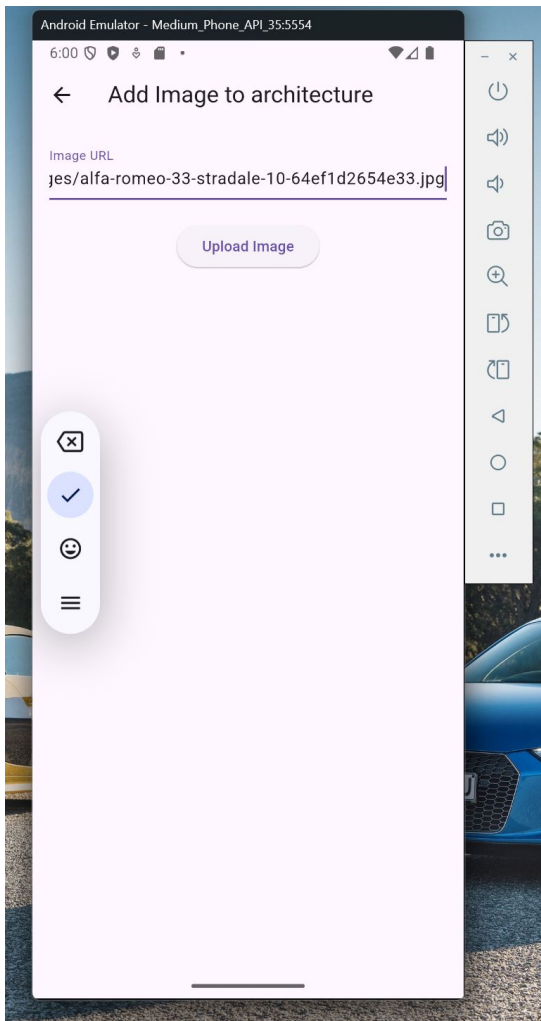 Android Emulator - Medium_Phone_API_35:5554
6:00
Add Image to architecture
Image URL
ges/alfa-romeo-33-stradale-10-64ef1d2654e33.jpg
Upload Image